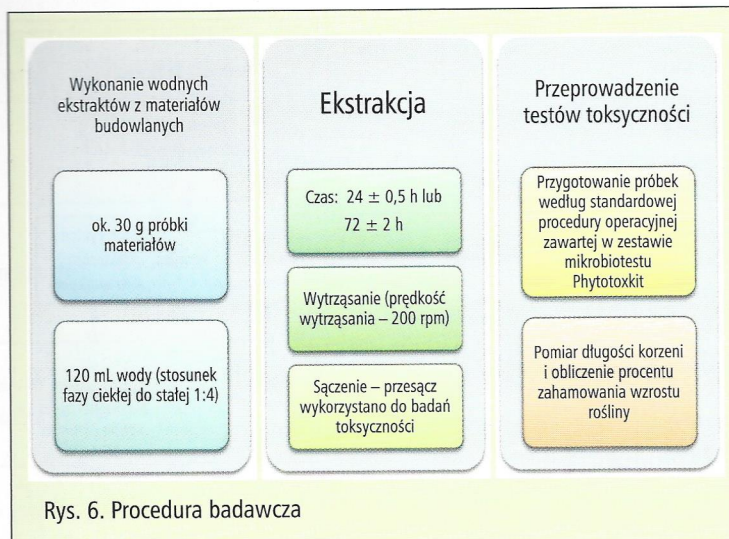 Wykonanie wodnych
ekstraktów z materiałów
budowlanych
ok. 30 g próbki
materiałów
120 mL wody (stosunek
fazy ciekłej do stałej 1:4)
Ekstrakcja
Czas: 24 ± 0,5 h lub
72 ± 2 h
Wytrząsanie (prędkość
wytrząsania – 200 rpm)
Sączenie – przesącz
wykorzystano do badań
toksyczności
Przeprowadzenie
testów toksyczności
Przygotowanie próbek
według standardowej
procedury operacyjnej
zawartej w zestawie
mikrobiotestu
Phytotoxkit
Pomiar długości korzeni
i obliczenie procentu
zahamowania wzrostu
rośliny
Rys. 6. Procedura badawcza